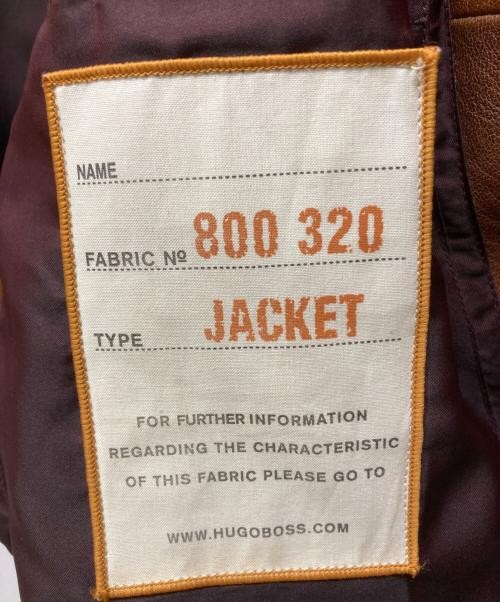 NAME
FABRIC Nº 800 320
TYPE JACKET
FOR FURTHER INFORMATION
REGARDING THE CHARACTERISTIC
OF THIS FABRIC PLEASE GO TO
WWW.HUGOBOSS.COM